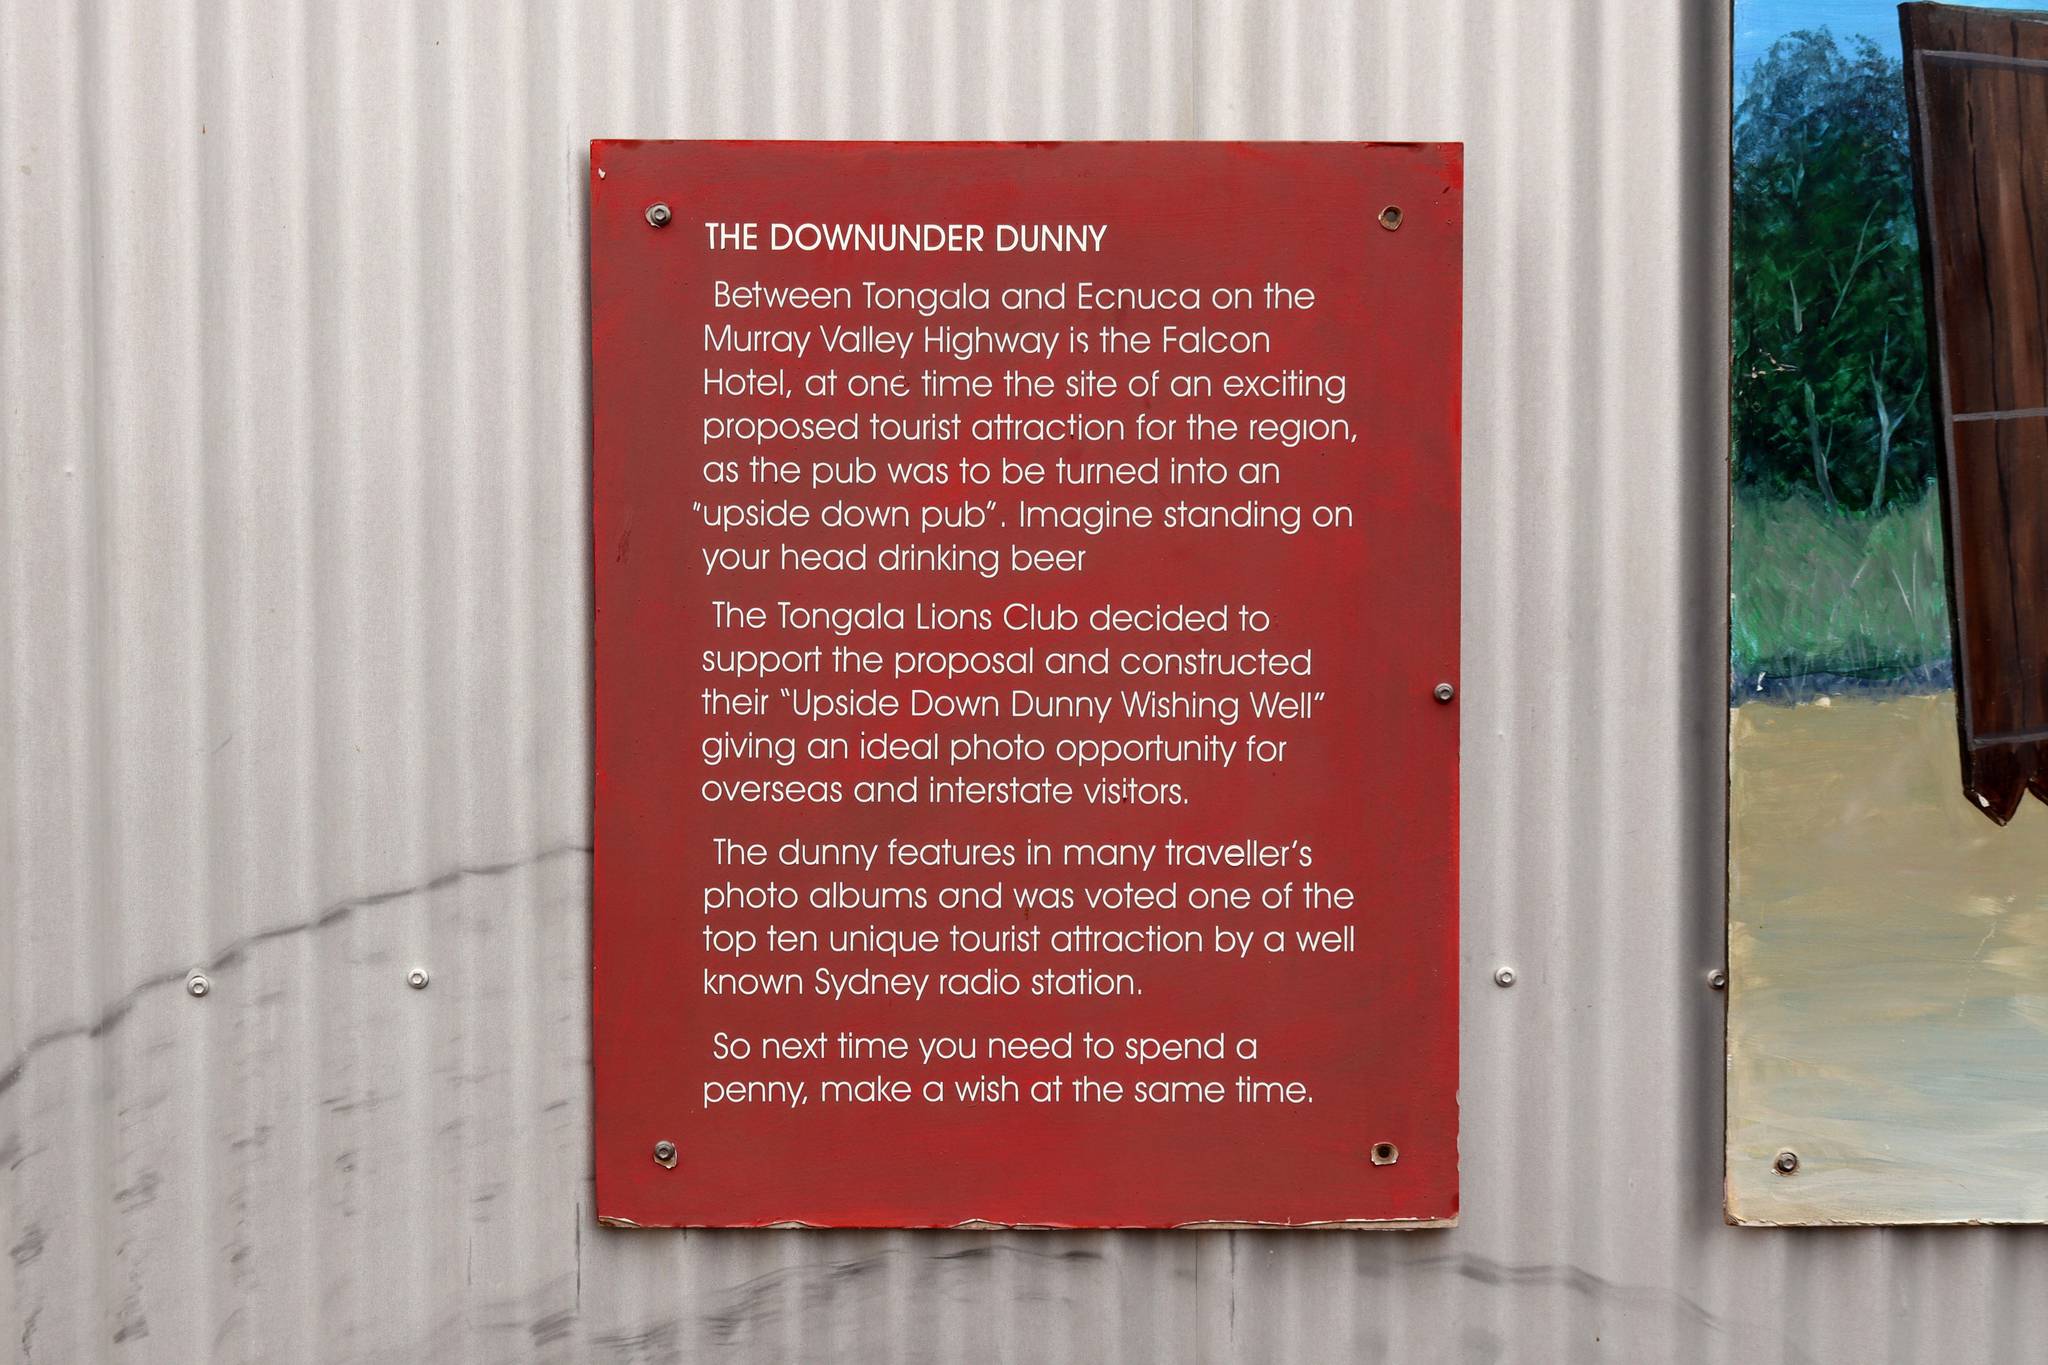 THE DOWNUNDER DUNNY
Between Tongala and Ecnuca on the
Murray Valley Highway is the Falcon
Hotel, at one time the site of an exciting
proposed tourist attraction for the region,
as the pub was to be turned into an
"upside down pub". Imagine standing on
your head drinking beer
The Tongala Lions Club decided to
support the proposal and constructed
their "Upside Down Dunny Wishing Well"
giving an ideal photo opportunity for
overseas and interstate visitors.
The dunny features in many traveller's
photo albums and was voted one of the
top ten unique tourist attraction by a well
known Sydney radio station.
So next time you need to spend a
penny, make a wish at the same time.